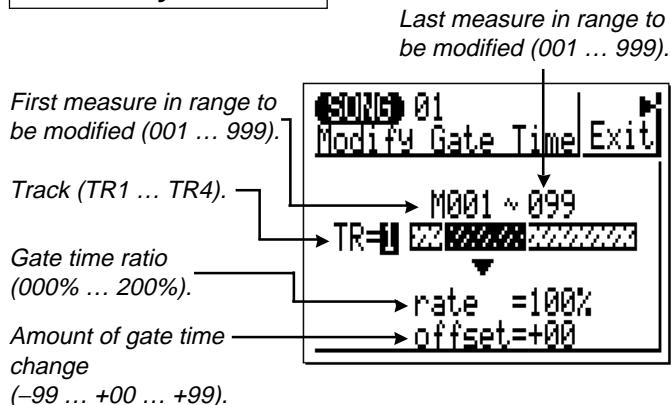 Last measure in range to
be modified (001 … 999).
First measure in range to
be modified (001 … 999).
Track (TR1 … TR4).
Gate time ratio
(000% … 200%).
Amount of gate time
change
(–99 … +00 … +99).
SONG 01
Modify Gate Time
Exit
M001 ~ 099
TR=1
rate =100%
offset=+00